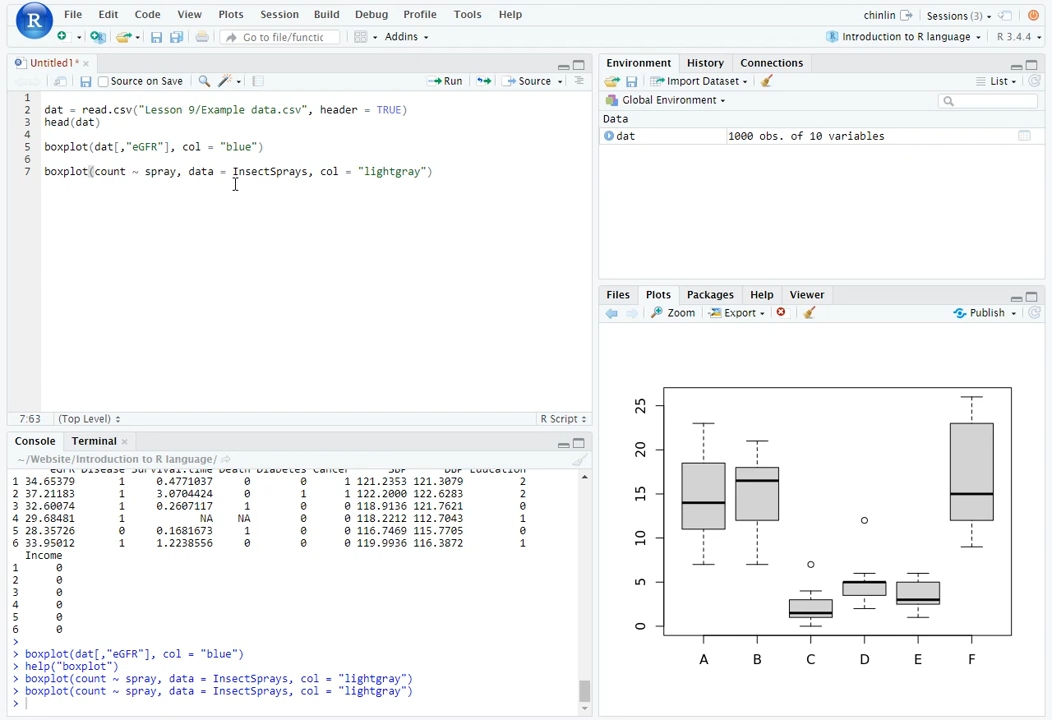 File Edit Code View Plots Session Build Debug Profile Tools Help
chinlin Sessions (3)
Go to file/functic Addins
Introduction to R language R 3.4.4
Untitled1*
Source on Save Run Source
1
2 dat = read.csv("Lesson 9/Example data.csv", header = TRUE)
3 head(dat)
4
5 boxplot(dat[,"eGFR"], col = "blue")
6
7 boxplot(count ~ spray, data = InsectSprays, col = "lightgray")
7:63 (Top Level) R Script
Console Terminal
~/Website/Introduction to R language/
eGFR Disease Survival.time Death Diabetes Cancer SBP DBP Education
1 34.65379 1 0.4771037 0 0 1 121.2353 121.3079 2
2 37.21183 1 3.0704424 0 1 1 122.2000 122.6283 2
3 32.60074 1 0.2607117 1 0 0 118.9136 121.7621 0
4 29.68481 1 NA NA 0 0 118.2212 112.7043 1
5 28.35726 0 0.1681673 1 0 0 116.7469 115.7705 0
6 33.95012 1 1.2238556 0 0 0 119.9936 116.3872 1
Income
1 0
2 0
3 0
4 0
5 0
6 0
>
> boxplot(dat[,"eGFR"], col = "blue")
> help("boxplot")
> boxplot(count ~ spray, data = InsectSprays, col = "lightgray")
> boxplot(count ~ spray, data = InsectSprays, col = "lightgray")
>
Environment History Connections
Import Dataset List
Global Environment
Data
dat 1000 obs. of 10 variables
Files Plots Packages Help Viewer
Zoom Export Publish
25
20
15
10
5
0
A B C D E F